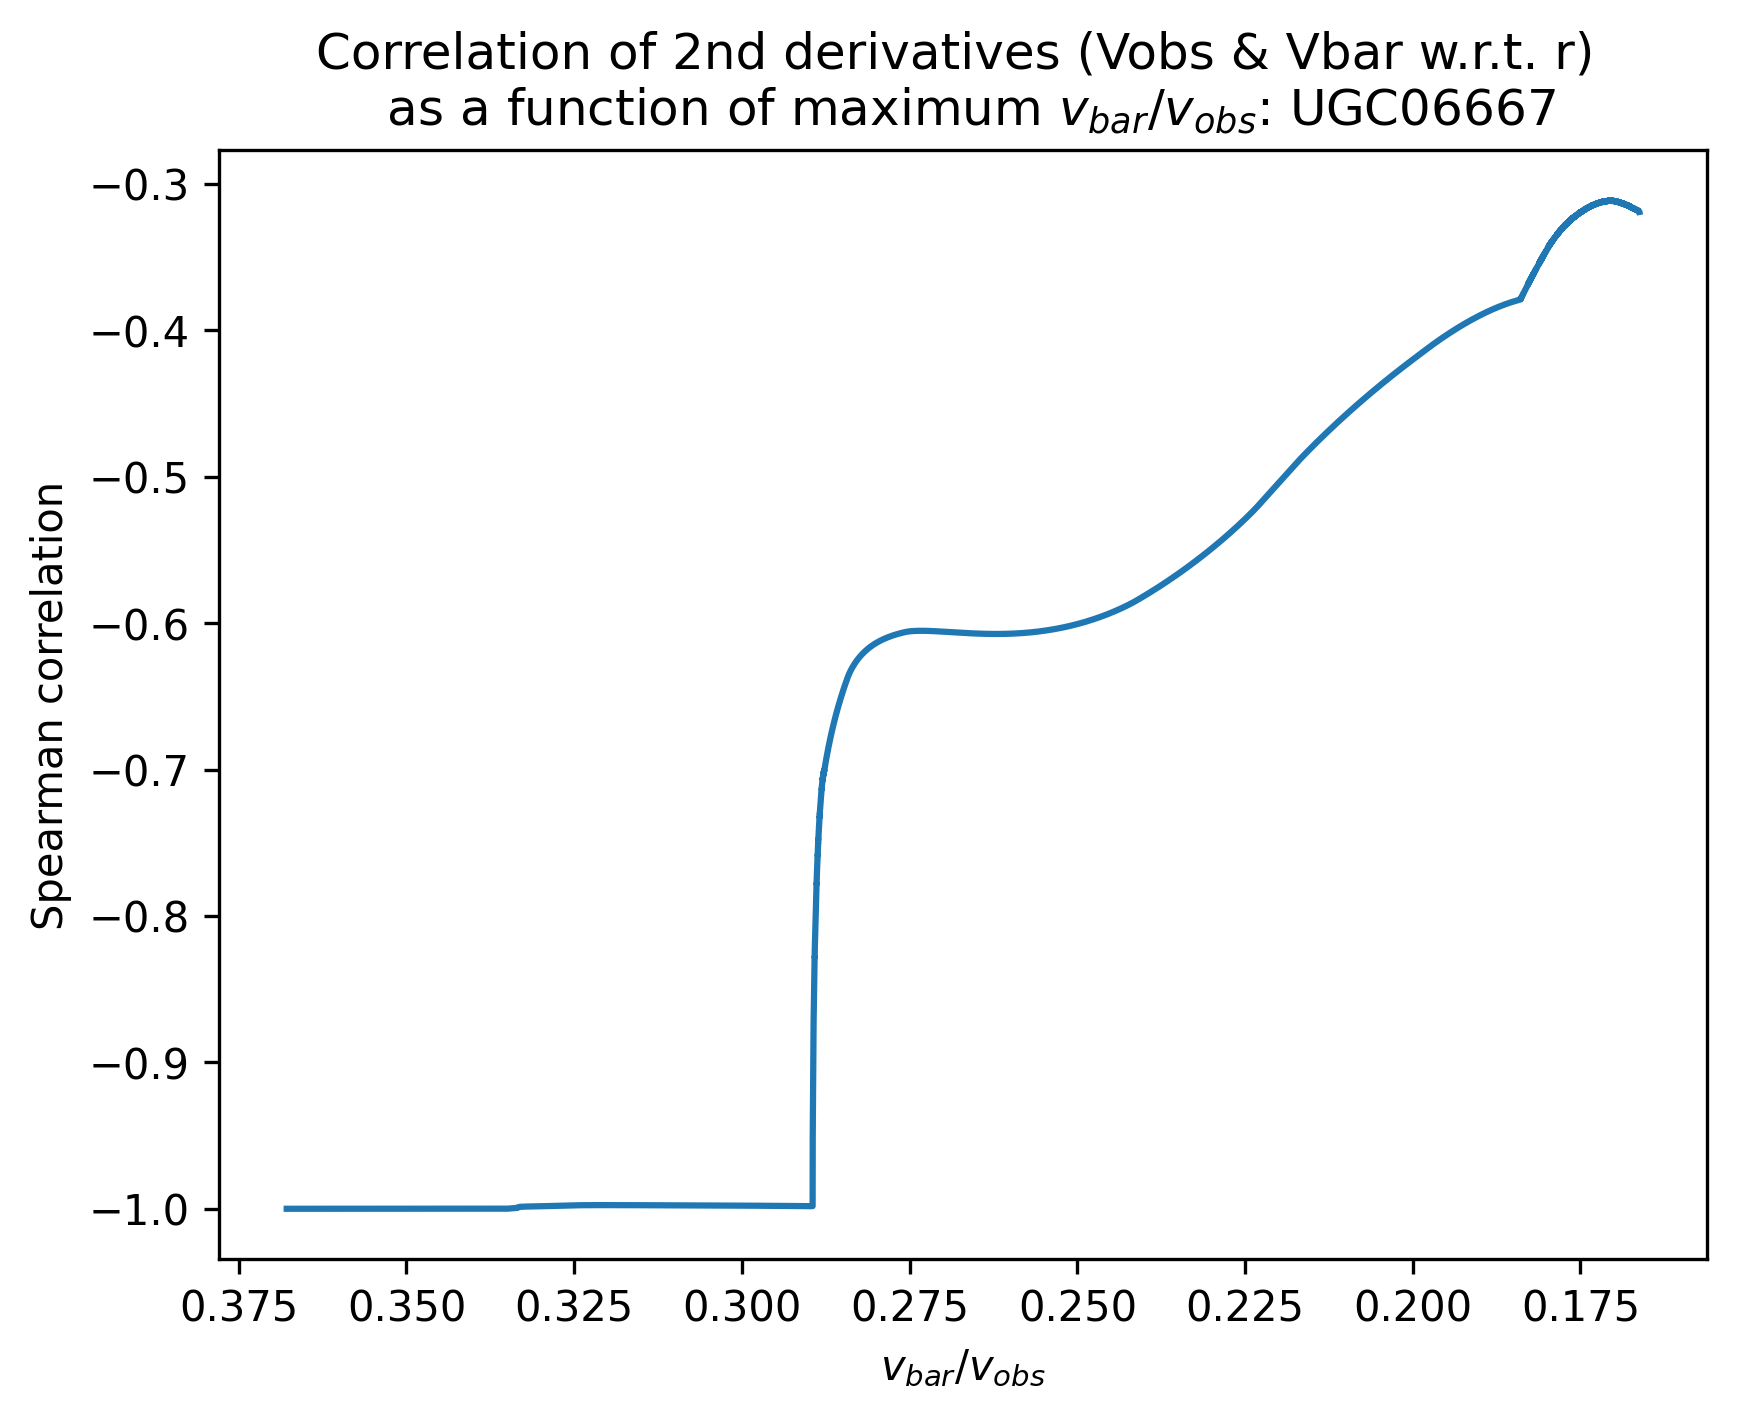 Correlation of 2nd derivatives (Vobs & Vbar w.r.t. r)
as a function of maximum v_bar/v_obs: UGC06667
−0.3
−0.4
−0.5
−0.6
−0.7
−0.8
−0.9
−1.0
Spearman correlation
0.375 0.350 0.325 0.300 0.275 0.250 0.225 0.200 0.175
v_bar/v_obs